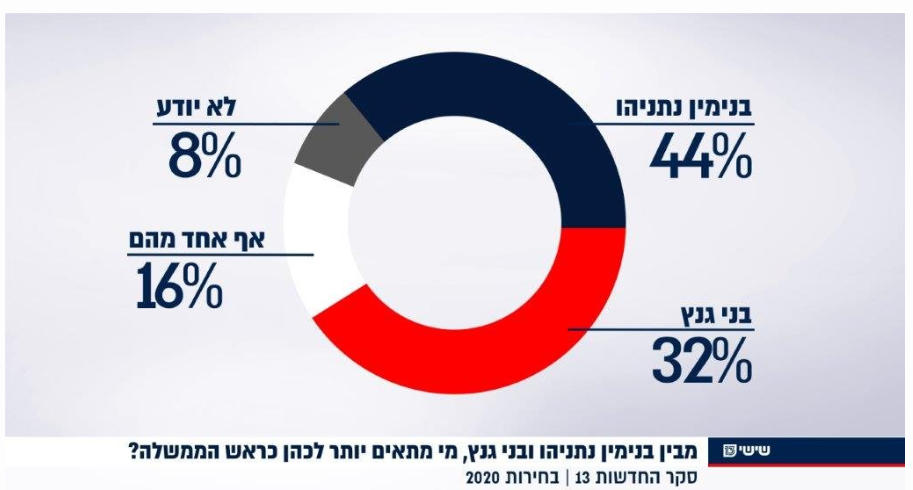 בנימין נתניהו
44%
לא יודע
8%
אף אחד מהם
16%
בני גנץ
32%
שישי 13
מבין בנימין נתניהו ובני גנץ, מי מתאים יותר לכהן כראש הממשלה?
סקר החדשות 13 | בחירות 2020